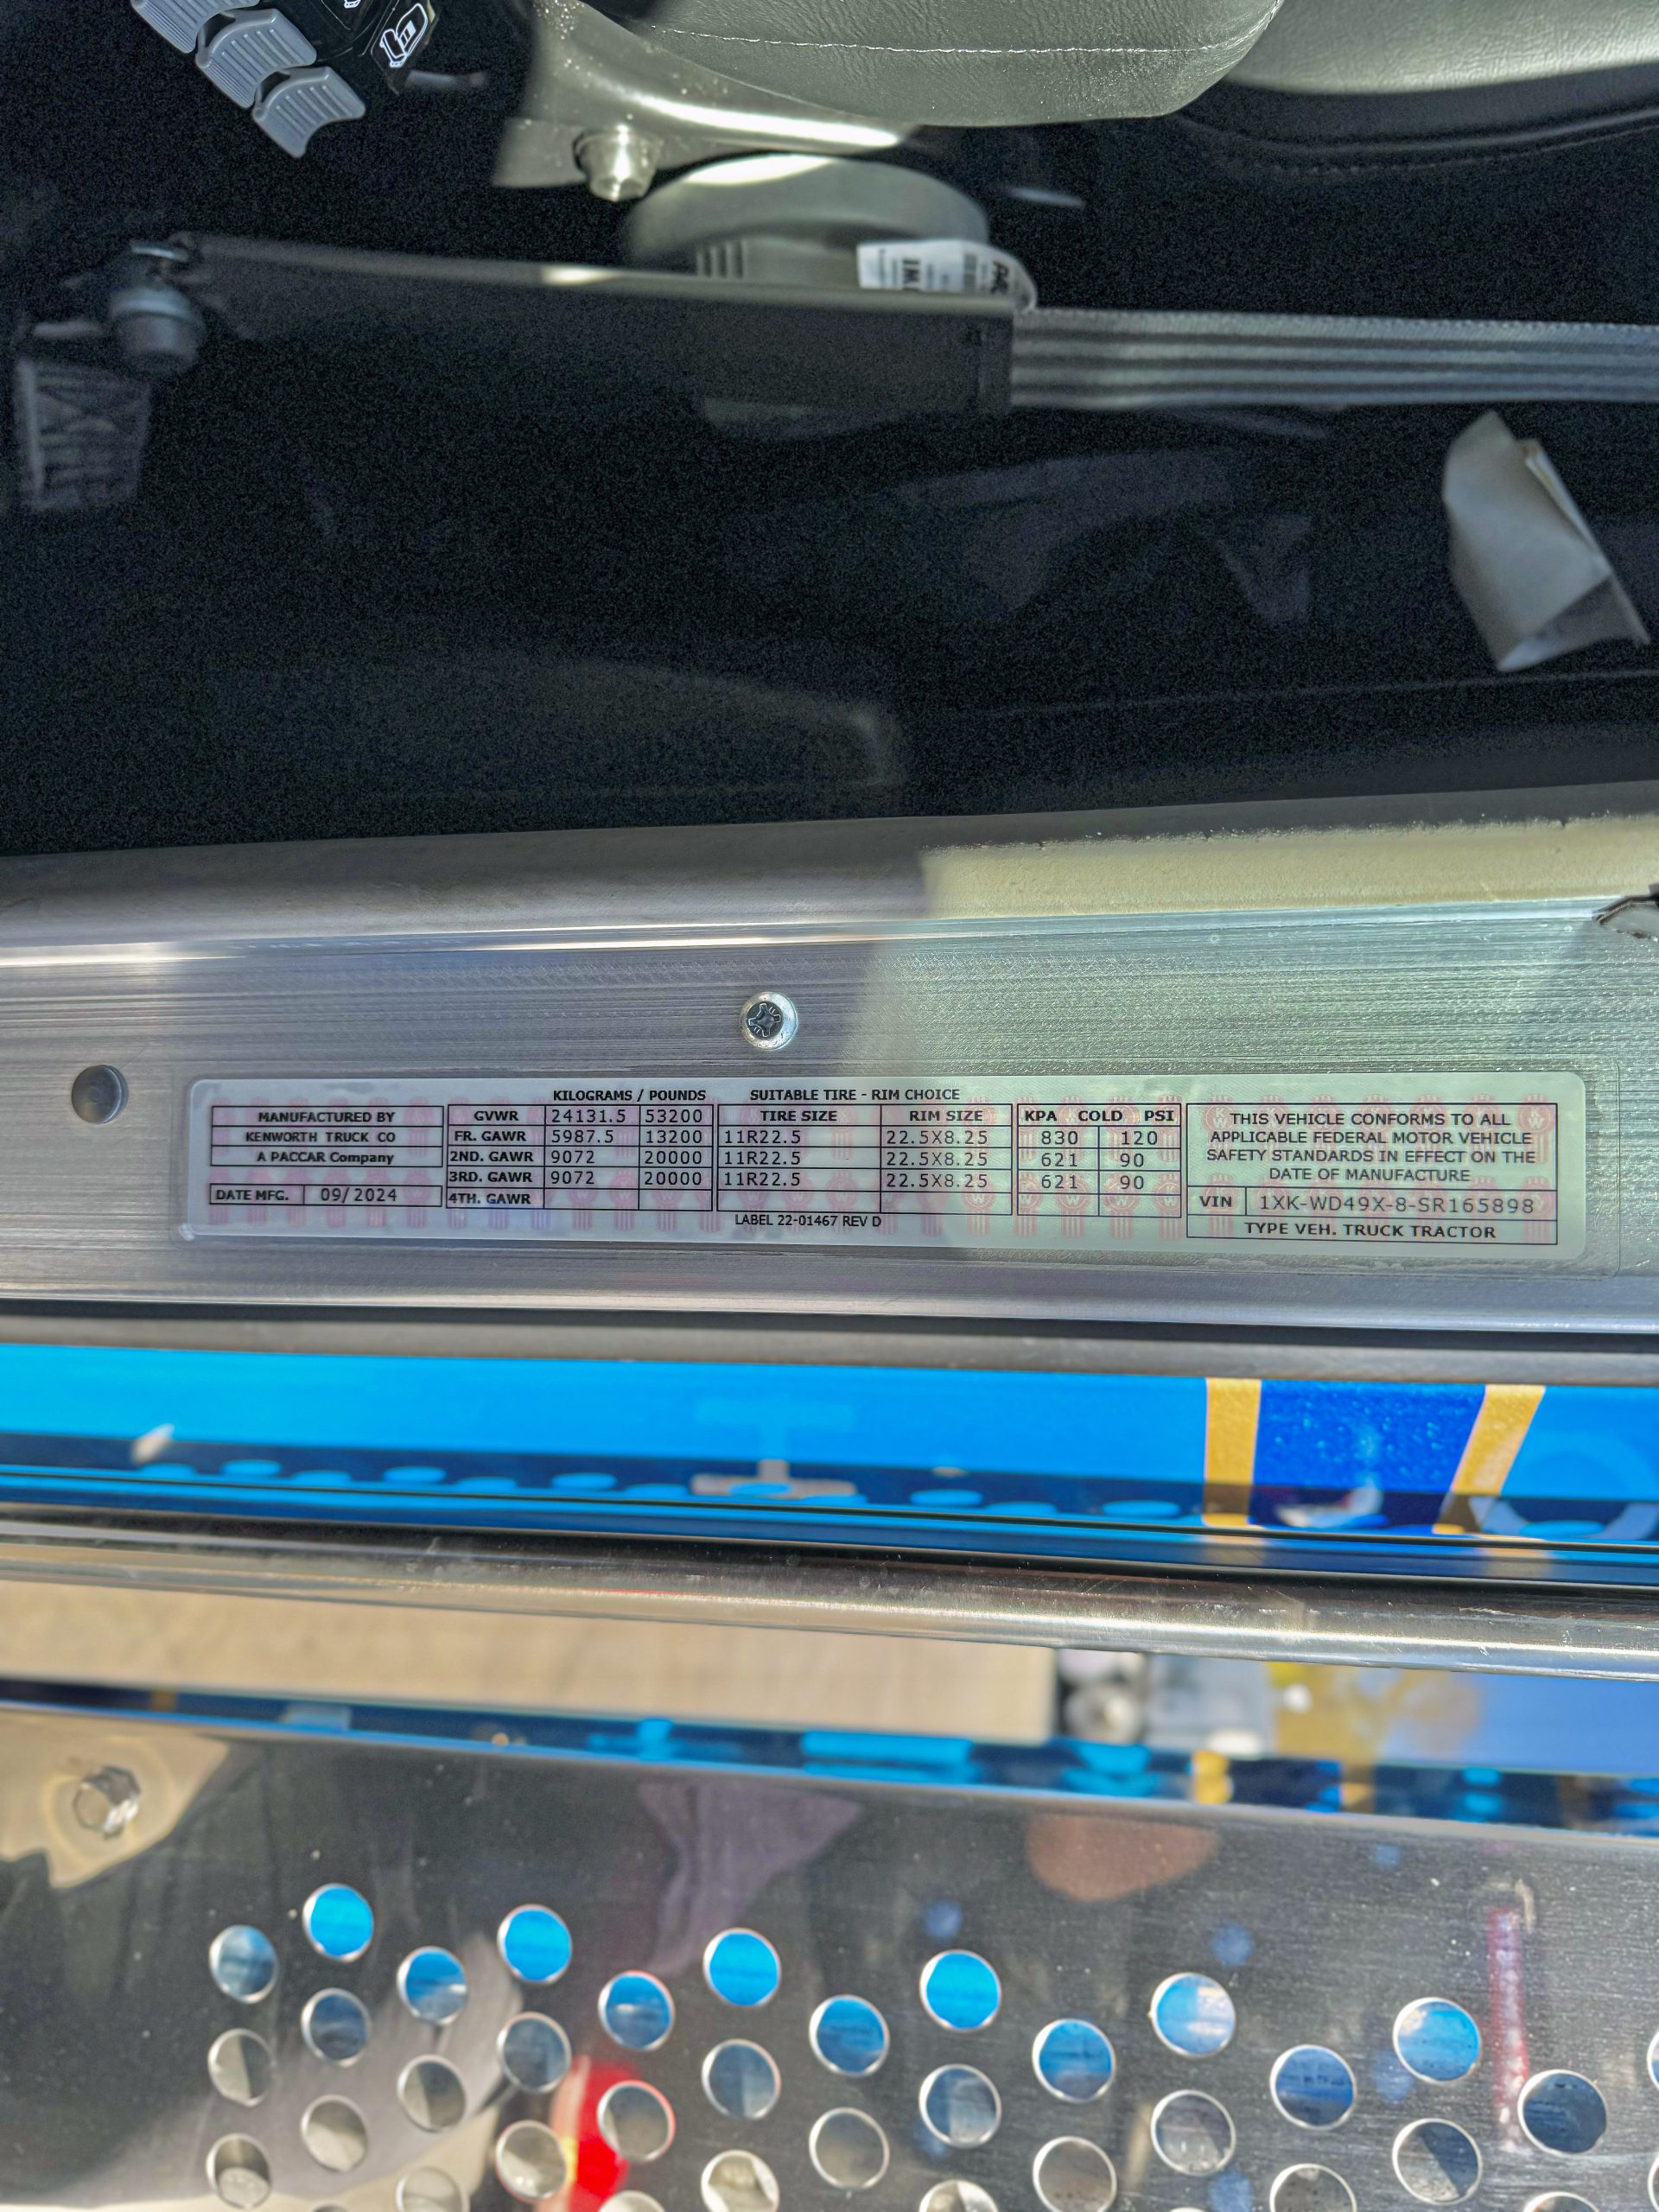 KILOGRAMS / POUNDS SUITABLE TIRE - RIM CHOICE
MANUFACTURED BY
KENWORTH TRUCK CO
A PACCAR Company
DATE MFG. 09/2024
GVWR 24131.5 53200
FR. GAWR 5987.5 13200
2ND. GAWR 9072 20000
3RD. GAWR 9072 20000
4TH. GAWR
TIRE SIZE RIM SIZE
11R22.5 22.5X8.25
11R22.5 22.5X8.25
11R22.5 22.5X8.25
KPA COLD PSI
830 120
621 90
621 90
THIS VEHICLE CONFORMS TO ALL
APPLICABLE FEDERAL MOTOR VEHICLE
SAFETY STANDARDS IN EFFECT ON THE
DATE OF MANUFACTURE
VIN 1XK-WD49X-8-SR165898
TYPE VEH. TRUCK TRACTOR
LABEL 22-01467 REV D